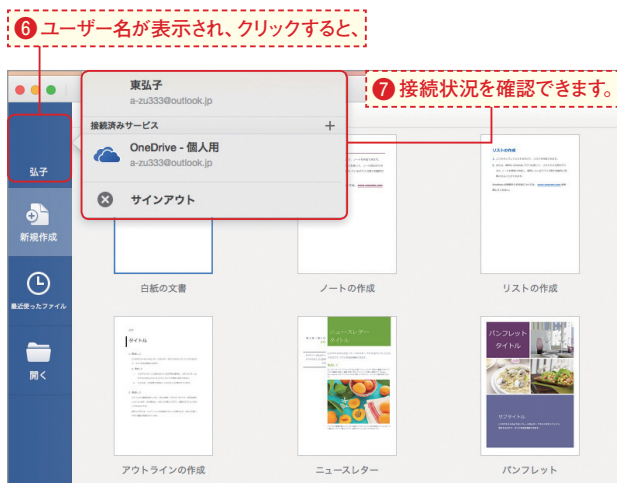 ❻ ユーザー名が表示され、クリックすると、
❼ 接続状況を確認できます。
東弘子
a-zu333@outlook.jp
接続済みサービス
+
OneDrive - 個人用
a-zu333@outlook.jp
サインアウト
弘子
新規作成
最近使ったファイル
開く
白紙の文書
ノートの作成
リストの作成
リストの作成
タイトル
ニュースレター
タイトル
パンフレット
タイトル
サブタイトル
アウトラインの作成
ニュースレター
パンフレット